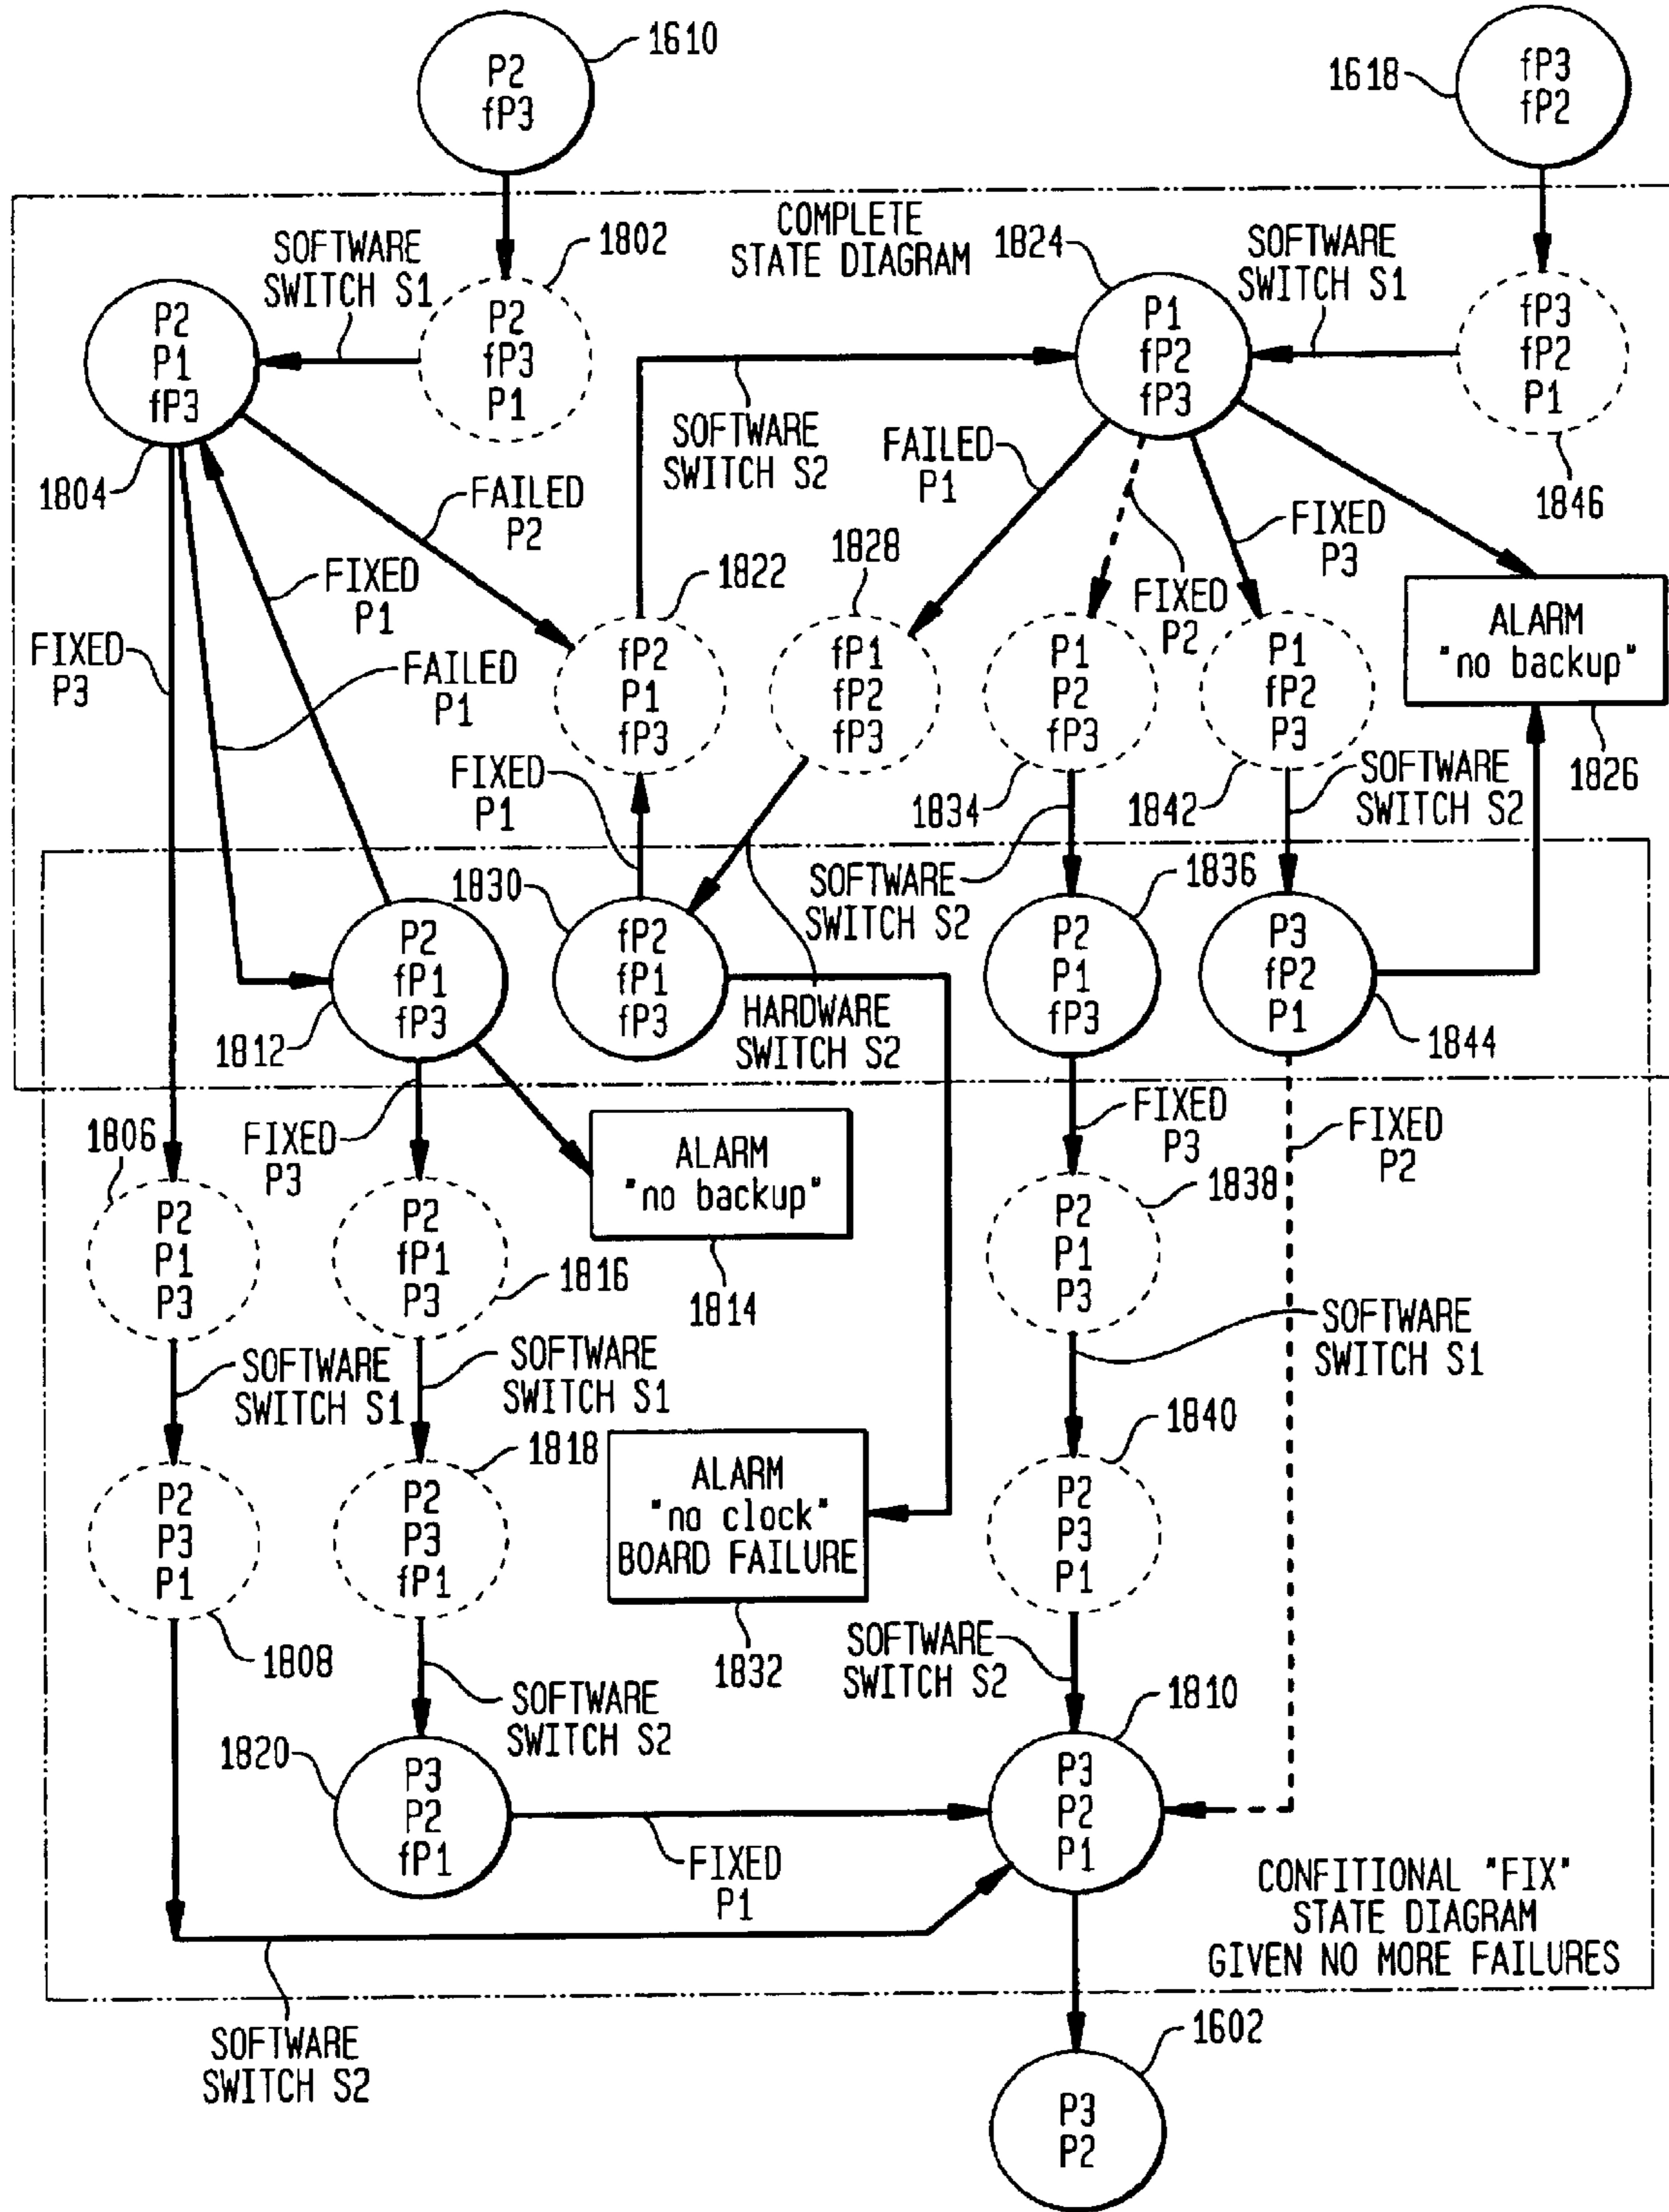 P2
fP3
1610
1618
fP3
fP2
COMPLETE
STATE DIAGRAM
SOFTWARE
SWITCH S1
1802
P2
fP3
P1
P2
P1
fP3
1804
1824
P1
fP2
fP3
SOFTWARE
SWITCH S1
fP3
fP2
P1
1846
SOFTWARE
SWITCH S2
FAILED
P1
FAILED
P2
FIXED
P1
FIXED
P3
FAILED
P1
1822
fP2
P1
fP3
1828
fP1
fP2
fP3
FIXED
P2
FIXED
P3
P1
P2
fP3
1834
P1
fP2
P3
1842
ALARM
"no backup"
1826
FIXED
P1
SOFTWARE
SWITCH S2
SOFTWARE
SWITCH S2
P2
fP1
fP3
1812
1830
fP2
fP1
fP3
HARDWARE
SWITCH S2
1836
P2
P1
fP3
P3
fP2
P1
1844
1806
P2
P1
P3
FIXED
P3
P2
fP1
P3
1816
ALARM
"no backup"
1814
FIXED
P3
FIXED
P2
1838
P2
P1
P3
SOFTWARE
SWITCH S1
SOFTWARE
SWITCH S1
SOFTWARE
SWITCH S1
P2
P3
P1
1808
1818
P2
P3
fP1
ALARM
"no clock"
BOARD FAILURE
1832
1840
P2
P3
P1
SOFTWARE
SWITCH S2
SOFTWARE
SWITCH S2
1820
P3
P2
fP1
FIXED
P1
1810
P3
P2
P1
CONFITIONAL "FIX"
STATE DIAGRAM
GIVEN NO MORE FAILURES
SOFTWARE
SWITCH S2
1602
P3
P2